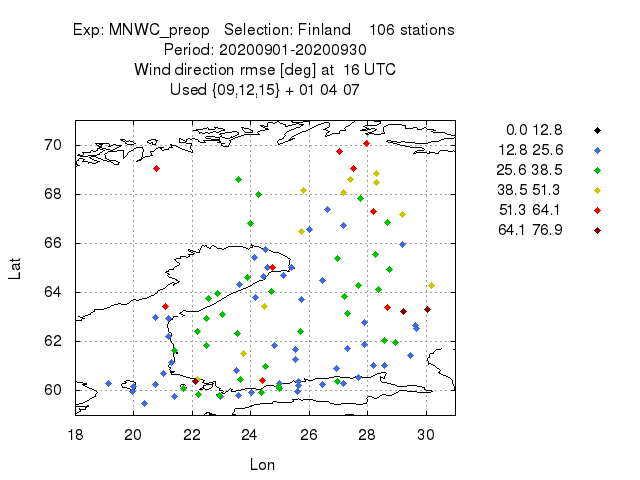 Exp: MNWC_preop   Selection: Finland    106 stations
Period: 20200901-20200930
Wind direction rmse [deg] at  16 UTC
Used {09,12,15} + 01 04 07
0.0 12.8
12.8 25.6
25.6 38.5
38.5 51.3
51.3 64.1
64.1 76.9
70
68
66
64
62
60
Lat
18 20 22 24 26 28 30
Lon